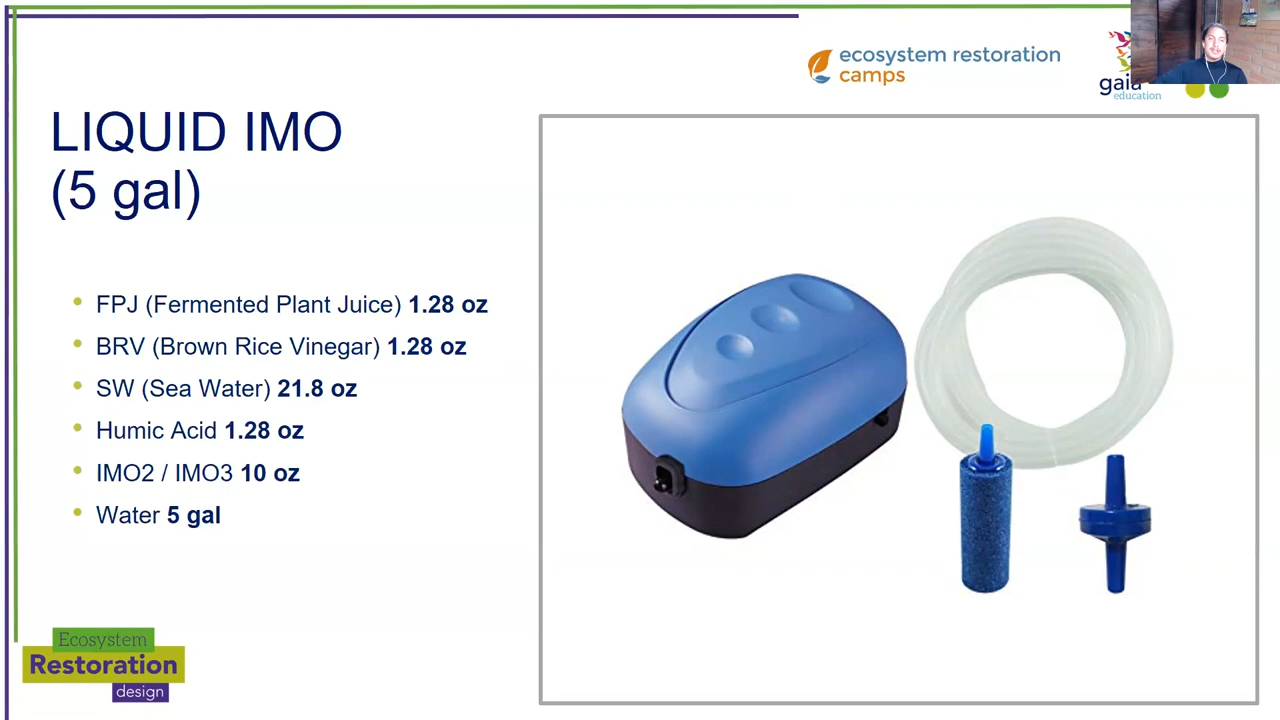 ecosystem restoration
camps
gaia
education
LIQUID IMO
(5 gal)
• FPJ (Fermented Plant Juice) 1.28 oz
• BRV (Brown Rice Vinegar) 1.28 oz
• SW (Sea Water) 21.8 oz
• Humic Acid 1.28 oz
• IMO2 / IMO3 10 oz
• Water 5 gal
Ecosystem
Restoration
design